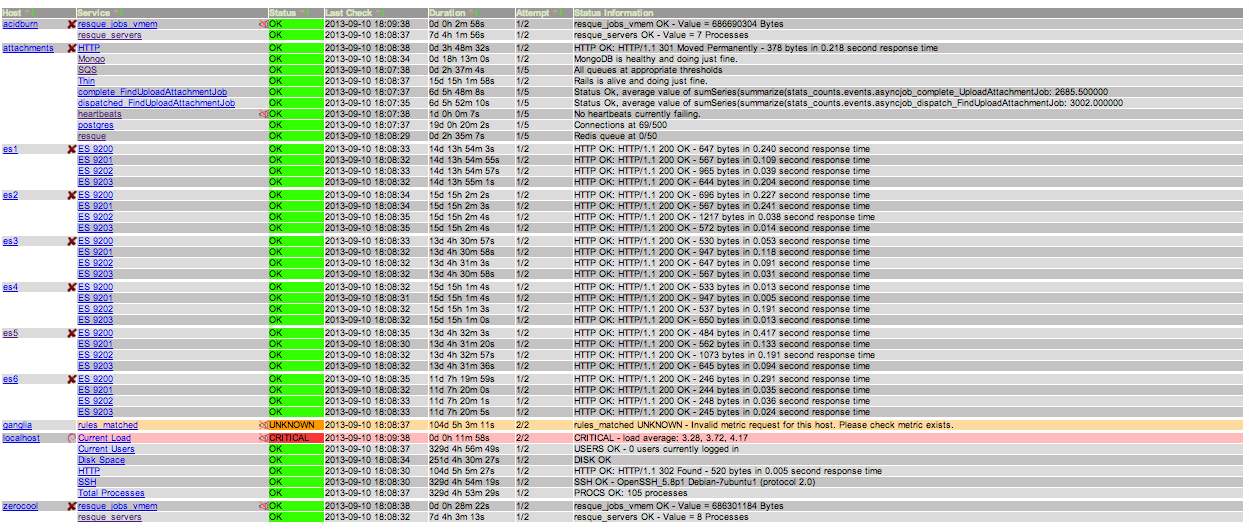 Host Service Status Last Check Duration Attempt Status Information
acidburn resque_jobs_vmem OK 2013-09-10 18:09:38 0d 0h 2m 58s 1/2 resque_jobs_vmem OK - Value = 686690304 Bytes
resque_servers OK 2013-09-10 18:08:37 7d 4h 1m 56s 1/2 resque_servers OK - Value = 7 Processes
attachments HTTP OK 2013-09-10 18:08:37 0d 3h 48m 32s 1/2 HTTP OK: HTTP/1.1 301 Moved Permanently - 378 bytes in 0.218 second response time
Mongo OK 2013-09-10 18:08:34 0d 18h 13m 0s 1/2 MongoDB is healthy and doing just fine.
SQS OK 2013-09-10 18:08:37 0d 2h 37m 4s 1/5 All queues at appropriate thresholds
Thin OK 2013-09-10 18:08:37 15d 15h 1m 58s 1/2 Rails is alive and doing just fine.
complete_FindUploadAttachmentJob OK 2013-09-10 18:07:37 6d 5h 48m 8s 1/5 Status Ok, average value of sumSeries(summarize(stats_counts.events.asyncjob_complete_UploadAttachmentJob: 2685.500000
dispatched_FindUploadAttachmentJob OK 2013-09-10 18:07:35 6d 5h 52m 10s 1/5 Status Ok, average value of sumSeries(summarize(stats_counts.events.asyncjob_dispatch_FindUploadAttachmentJob: 3002.000000
heartbeats OK 2013-09-10 18:07:38 1d 0h 0m 7s 1/5 No heartbeats currently failing.
postgres OK 2013-09-10 18:07:37 19d 0h 20m 2s 1/5 Connections at 69/500
resque OK 2013-09-10 18:08:29 0d 2h 35m 7s 1/5 Redis queue at 0/50
es1 ES 9200 OK 2013-09-10 18:08:33 14d 13h 54m 3s 1/2 HTTP OK: HTTP/1.1 200 OK - 647 bytes in 0.240 second response time
ES 9201 OK 2013-09-10 18:08:32 14d 13h 54m 55s 1/2 HTTP OK: HTTP/1.1 200 OK - 567 bytes in 0.109 second response time
ES 9202 OK 2013-09-10 18:08:33 14d 13h 54m 57s 1/2 HTTP OK: HTTP/1.1 200 OK - 965 bytes in 0.039 second response time
ES 9203 OK 2013-09-10 18:08:32 14d 13h 55m 1s 1/2 HTTP OK: HTTP/1.1 200 OK - 644 bytes in 0.204 second response time
es2 ES 9200 OK 2013-09-10 18:08:34 15d 15h 2m 2s 1/2 HTTP OK: HTTP/1.1 200 OK - 696 bytes in 0.227 second response time
ES 9201 OK 2013-09-10 18:08:34 15d 15h 2m 3s 1/2 HTTP OK: HTTP/1.1 200 OK - 567 bytes in 0.241 second response time
ES 9202 OK 2013-09-10 18:08:35 15d 15h 2m 4s 1/2 HTTP OK: HTTP/1.1 200 OK - 1217 bytes in 0.038 second response time
ES 9203 OK 2013-09-10 18:08:35 15d 15h 2m 4s 1/2 HTTP OK: HTTP/1.1 200 OK - 572 bytes in 0.014 second response time
es3 ES 9200 OK 2013-09-10 18:08:33 13d 4h 30m 57s 1/2 HTTP OK: HTTP/1.1 200 OK - 530 bytes in 0.053 second response time
ES 9201 OK 2013-09-10 18:08:32 13d 4h 30m 58s 1/2 HTTP OK: HTTP/1.1 200 OK - 947 bytes in 0.118 second response time
ES 9202 OK 2013-09-10 18:08:32 13d 4h 31m 3s 1/2 HTTP OK: HTTP/1.1 200 OK - 647 bytes in 0.091 second response time
ES 9203 OK 2013-09-10 18:08:32 13d 4h 30m 58s 1/2 HTTP OK: HTTP/1.1 200 OK - 567 bytes in 0.031 second response time
es4 ES 9200 OK 2013-09-10 18:08:32 15d 15h 1m 4s 1/2 HTTP OK: HTTP/1.1 200 OK - 533 bytes in 0.013 second response time
ES 9201 OK 2013-09-10 18:08:31 15d 15h 1m 4s 1/2 HTTP OK: HTTP/1.1 200 OK - 947 bytes in 0.005 second response time
ES 9202 OK 2013-09-10 18:08:32 15d 15h 1m 3s 1/2 HTTP OK: HTTP/1.1 200 OK - 537 bytes in 0.191 second response time
ES 9203 OK 2013-09-10 18:08:32 15d 15h 1m 0s 1/2 HTTP OK: HTTP/1.1 200 OK - 650 bytes in 0.013 second response time
es5 ES 9200 OK 2013-09-10 18:08:35 13d 4h 32m 3s 1/2 HTTP OK: HTTP/1.1 200 OK - 484 bytes in 0.417 second response time
ES 9201 OK 2013-09-10 18:08:30 13d 4h 31m 20s 1/2 HTTP OK: HTTP/1.1 200 OK - 562 bytes in 0.133 second response time
ES 9202 OK 2013-09-10 18:08:35 13d 4h 32m 57s 1/2 HTTP OK: HTTP/1.1 200 OK - 1073 bytes in 0.191 second response time
ES 9203 OK 2013-09-10 18:08:32 13d 4h 31m 36s 1/2 HTTP OK: HTTP/1.1 200 OK - 645 bytes in 0.094 second response time
es6 ES 9200 OK 2013-09-10 18:08:35 11d 7h 19m 59s 1/2 HTTP OK: HTTP/1.1 200 OK - 246 bytes in 0.291 second response time
ES 9201 OK 2013-09-10 18:08:32 11d 7h 20m 0s 1/2 HTTP OK: HTTP/1.1 200 OK - 244 bytes in 0.035 second response time
ES 9202 OK 2013-09-10 18:08:32 11d 7h 20m 1s 1/2 HTTP OK: HTTP/1.1 200 OK - 248 bytes in 0.036 second response time
ES 9203 OK 2013-09-10 18:08:32 11d 7h 20m 5s 1/2 HTTP OK: HTTP/1.1 200 OK - 245 bytes in 0.024 second response time
ganglia rules_matched UNKNOWN 2013-09-10 18:08:37 104d 5h 3m 11s 2/2 rules_matched UNKNOWN - Invalid metric request for this host. Please check metric exists.
localhost Current Load CRITICAL 2013-09-10 18:09:38 0d 0h 11m 58s 2/2 CRITICAL - load average: 3.28, 3.72, 4.17
Current Users OK 2013-09-10 18:08:37 329d 4h 56m 49s 1/2 USERS OK - 0 users currently logged in
Disk Space OK 2013-09-10 18:08:34 251d 4h 30m 27s 1/2 DISK OK
HTTP OK 2013-09-10 18:08:30 104d 5h 5m 27s 1/2 HTTP OK: HTTP/1.1 302 Found - 520 bytes in 0.005 second response time
SSH OK 2013-09-10 18:08:30 329d 4h 54m 19s 1/2 SSH OK - OpenSSH_5.8p1 Debian-7ubuntu1 (protocol 2.0)
Total Processes OK 2013-09-10 18:08:37 329d 4h 53m 29s 1/2 PROCS OK: 105 processes
zerocool resque_jobs_vmem OK 2013-09-10 18:08:38 0d 0h 28m 22s 1/2 resque_jobs_vmem OK - Value = 686301184 Bytes
resque_servers OK 2013-09-10 18:08:32 7d 4h 3m 13s 1/2 resque_servers OK - Value = 8 Processes